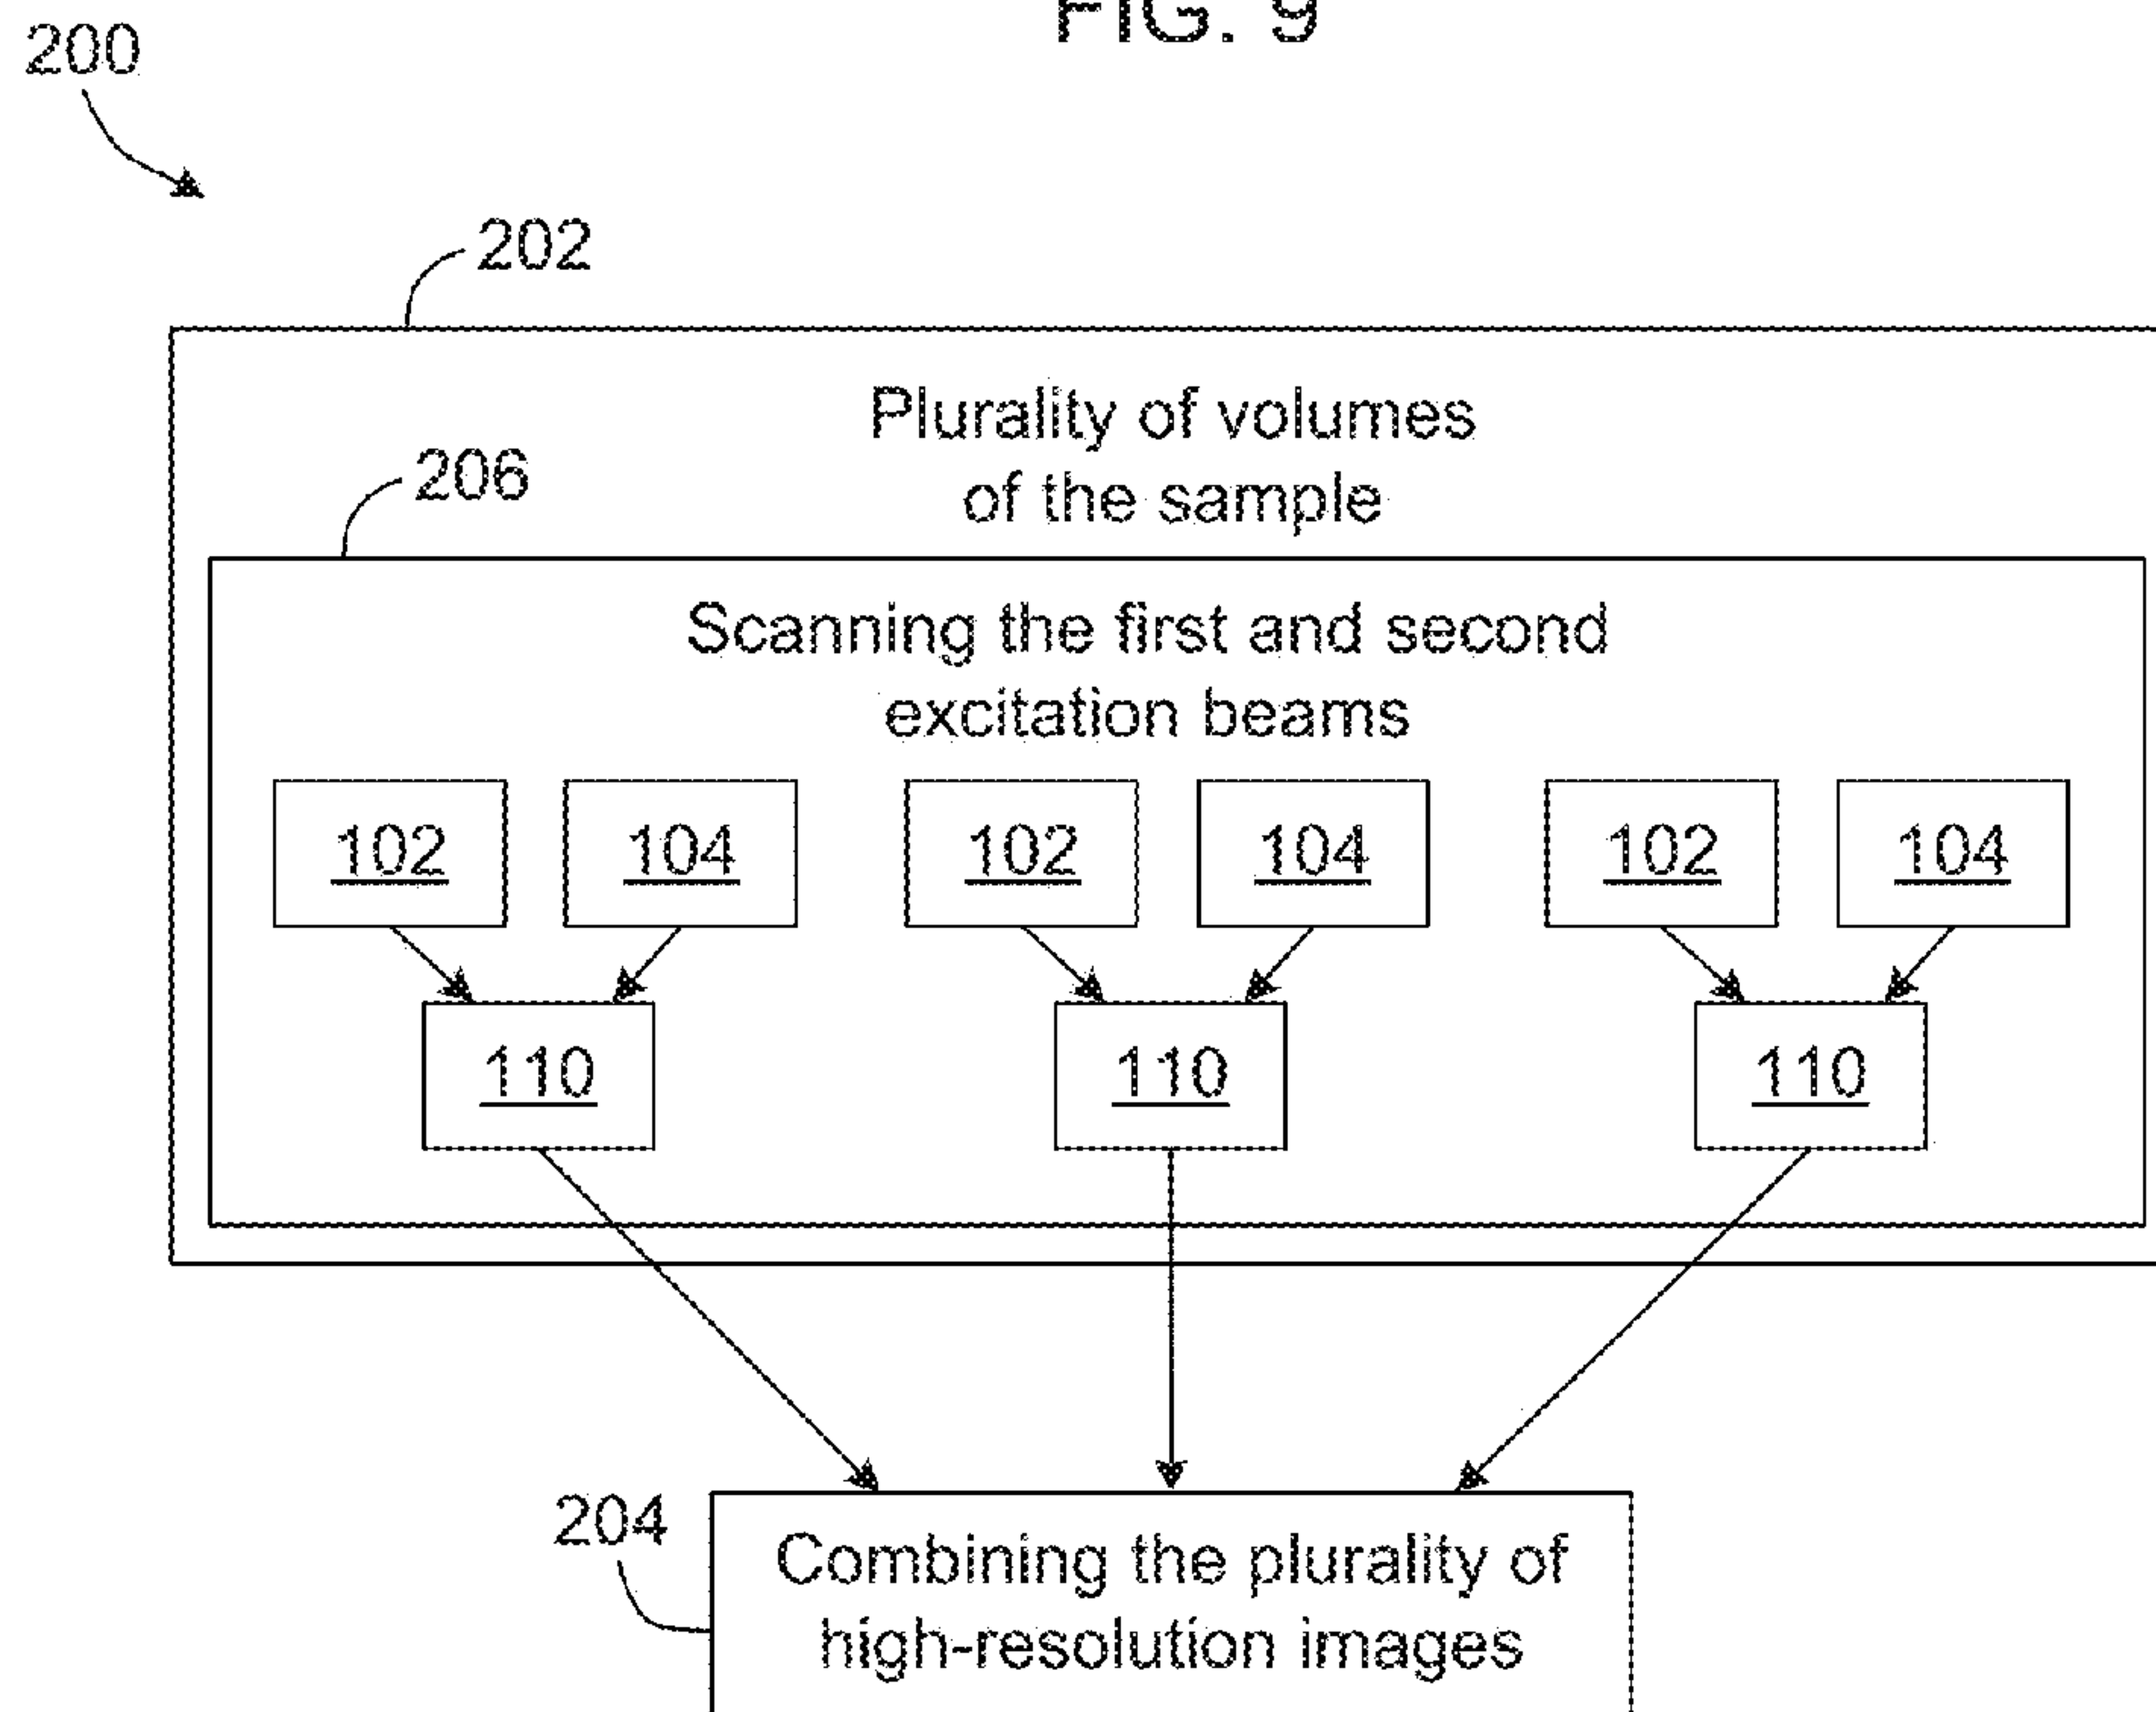 FIG. 9
200
202
Plurality of volumes
of the sample
206
Scanning the first and second
excitation beams
102 104 102 104 102 104
110 110 110
204
Combining the plurality of
high-resolution images